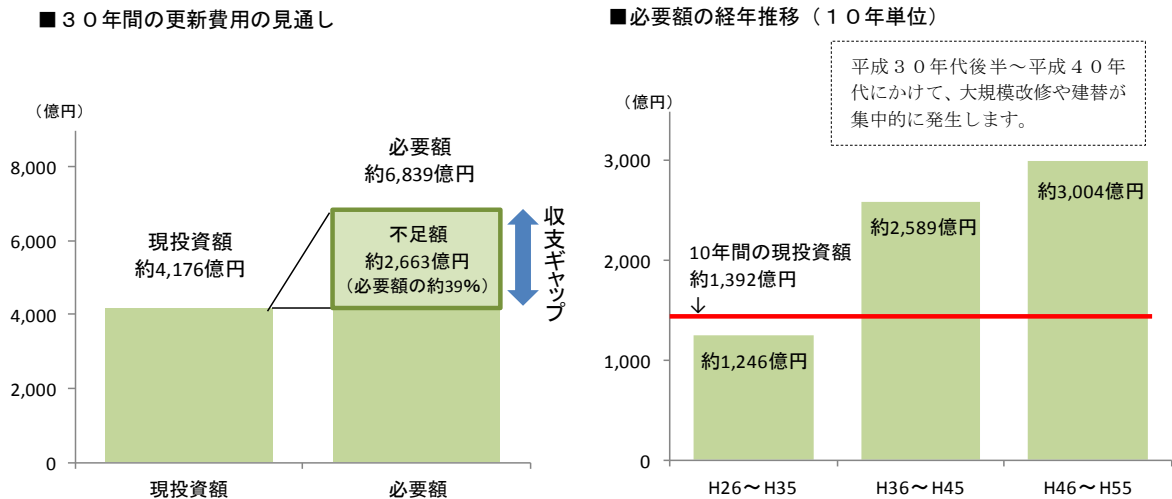 ■３０年間の更新費用の見通し
（億円）
8,000
6,000
4,000
2,000
0
現投資額
約4,176億円
必要額
約6,839億円
不足額
約2,663億円
（必要額の約39%）
収支ギャップ
現投資額
必要額
■必要額の経年推移（１０年単位）
平成３０年代後半～平成４０年
代にかけて、大規模改修や建替が
集中的に発生します。
（億円）
3,000
2,000
1,000
0
10年間の現投資額
約1,392億円
↓
約1,246億円
約2,589億円
約3,004億円
H26～H35
H36～H45
H46～H55